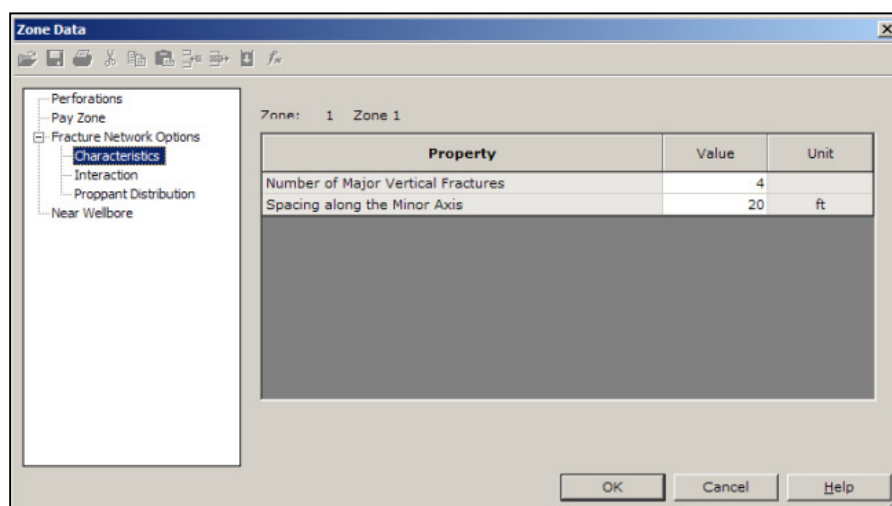 Zone Data
Perforations
Pay Zone
Fracture Network Options
Characteristics
Interaction
Proppant Distribution
Near Wellbore
Zone: 1 Zone 1
Property Value Unit
Number of Major Vertical Fractures 4
Spacing along the Minor Axis 20 ft
OK Cancel Help